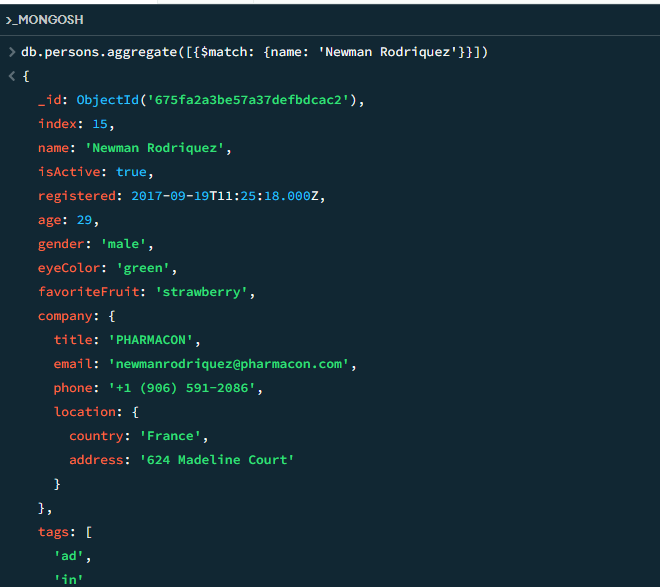 >_MONGOSH
> db.persons.aggregate([{$match: {name: 'Newman Rodriquez'}}])
< {
_id: ObjectId('675fa2a3be57a37defbdcac2'),
index: 15,
name: 'Newman Rodriquez',
isActive: true,
registered: 2017-09-19T11:25:18.000Z,
age: 29,
gender: 'male',
eyeColor: 'green',
favoriteFruit: 'strawberry',
company: {
title: 'PHARMACON',
email: 'newmanrodriquez@pharmacon.com',
phone: '+1 (906) 591-2086',
location: {
country: 'France',
address: '624 Madeline Court'
}
},
tags: [
'ad',
'in'